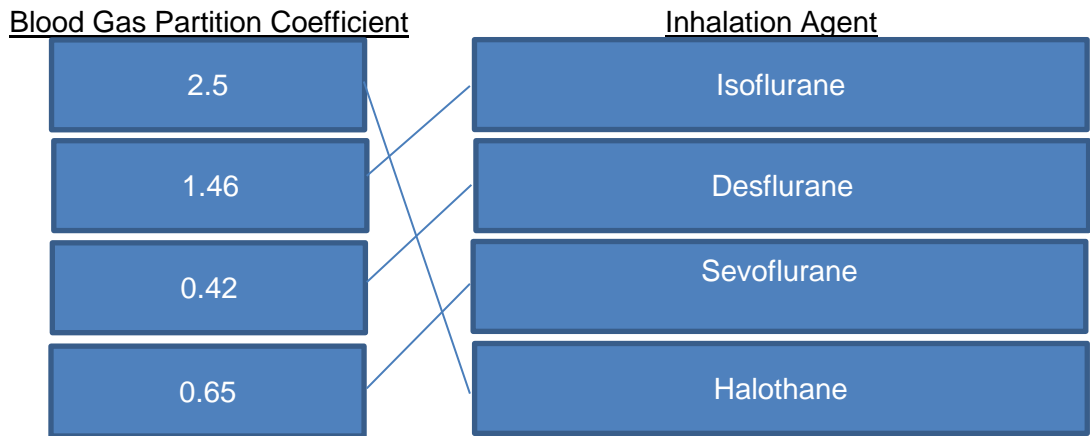 Blood Gas Partition Coefficient Inhalation Agent
2.5 Isoflurane
1.46 Desflurane
0.42 Sevoflurane
0.65 Halothane